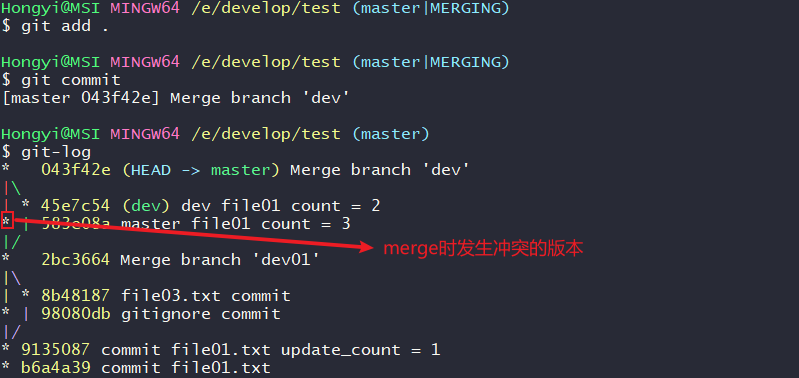 Hongyi@MSI MINGW64 /e/develop/test (master|MERGING)
$ git add .
Hongyi@MSI MINGW64 /e/develop/test (master|MERGING)
$ git commit
[master 043f42e] Merge branch 'dev'
Hongyi@MSI MINGW64 /e/develop/test (master)
$ git-log
*   043f42e (HEAD -> master) Merge branch 'dev'
|\
| * 45e7c54 (dev) dev file01 count = 2
* | 583e08a master file01 count = 3
|/
merge时发生冲突的版本
*   2bc3664 Merge branch 'dev01'
|\
| * 8b48187 file03.txt commit
* | 98080db gitignore commit
|/
* 9135087 commit file01.txt update_count = 1
* b6a4a39 commit file01.txt